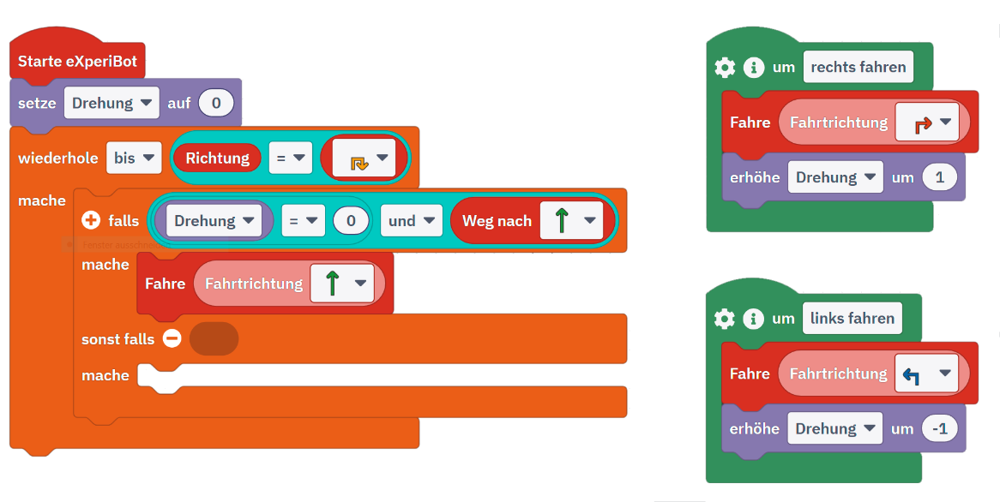 Starte eXperiBot
setze Drehung auf 0
wiederhole bis Richtung =
mache
falls Drehung = 0 und Weg nach
Fenster
mache
Fahre Fahrtrichtung
sonst falls
mache
um rechts fahren
Fahre Fahrtrichtung
erhöhe Drehung um 1
um links fahren
Fahre Fahrtrichtung
erhöhe Drehung um -1